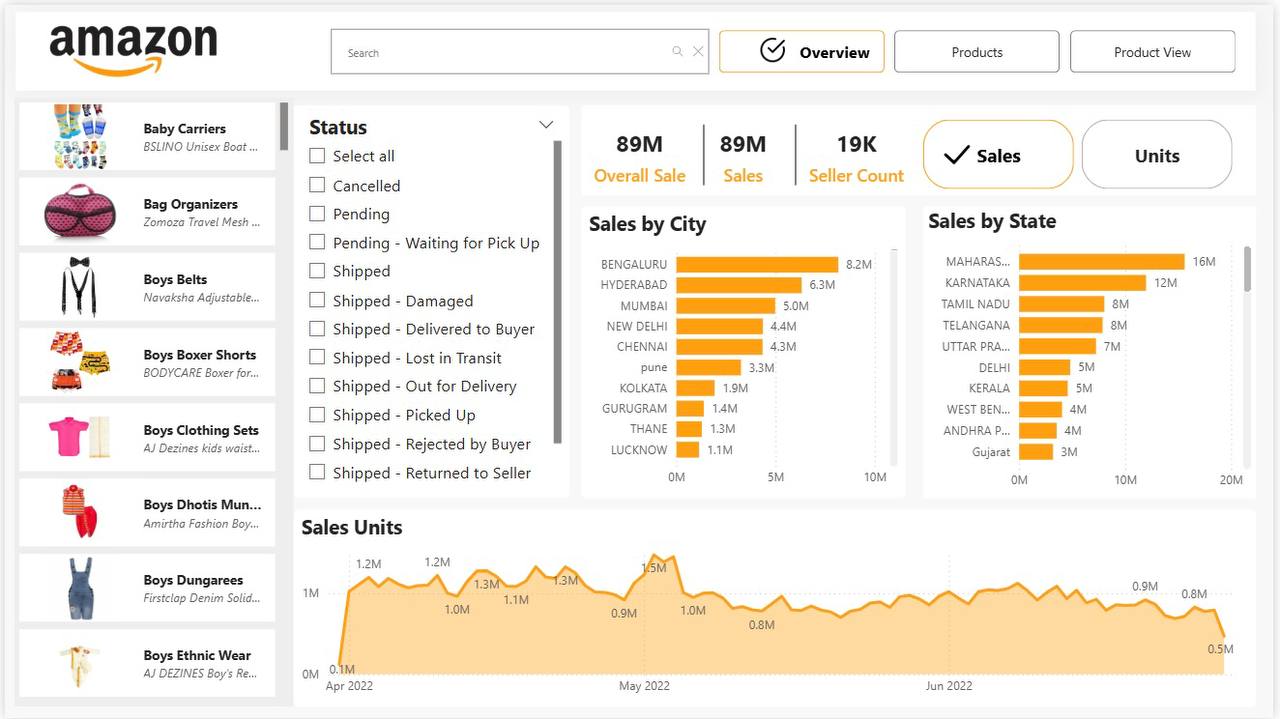 amazon
Search
Overview
Products
Product View
Baby Carriers
BSLINO Unisex Boat ...
Bag Organizers
Zomoza Travel Mesh ...
Boys Belts
Navaksha Adjustable...
Boys Boxer Shorts
BODYCARE Boxer for...
Boys Clothing Sets
AJ Dezines kids waist...
Boys Dhotis Mun...
Amirtha Fashion Boy...
Boys Dungarees
Firstclap Denim Solid...
Boys Ethnic Wear
AJ DEZINES Boy's Re...
Status
Select all
Cancelled
Pending
Pending - Waiting for Pick Up
Shipped
Shipped - Damaged
Shipped - Delivered to Buyer
Shipped - Lost in Transit
Shipped - Out for Delivery
Shipped - Picked Up
Shipped - Rejected by Buyer
Shipped - Returned to Seller
89M
Overall Sale
89M
Sales
19K
Seller Count
Sales
Units
Sales by City
BENGALURU 8.2M
HYDERABAD 6.3M
MUMBAI 5.0M
NEW DELHI 4.4M
CHENNAI 4.3M
pune 3.3M
KOLKATA 1.9M
GURUGRAM 1.4M
THANE 1.3M
LUCKNOW 1.1M
0M 5M 10M
Sales by State
MAHARAS... 16M
KARNATAKA 12M
TAMIL NADU 8M
TELANGANA 8M
UTTAR PRA... 7M
DELHI 5M
KERALA 5M
WEST BEN... 4M
ANDHRA P... 4M
Gujarat 3M
0M 10M 20M
Sales Units
1M
0M
0.1M
1.2M
1.2M
1.0M
1.3M
1.1M
1.3M
0.9M
1.5M
1.0M
0.8M
0.9M
0.8M
0.5M
Apr 2022 May 2022 Jun 2022